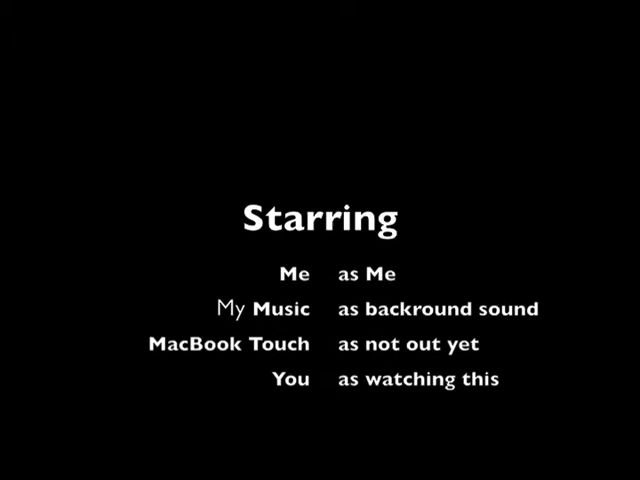 Starring
Me as Me
My Music as backround sound
MacBook Touch as not out yet
You as watching this